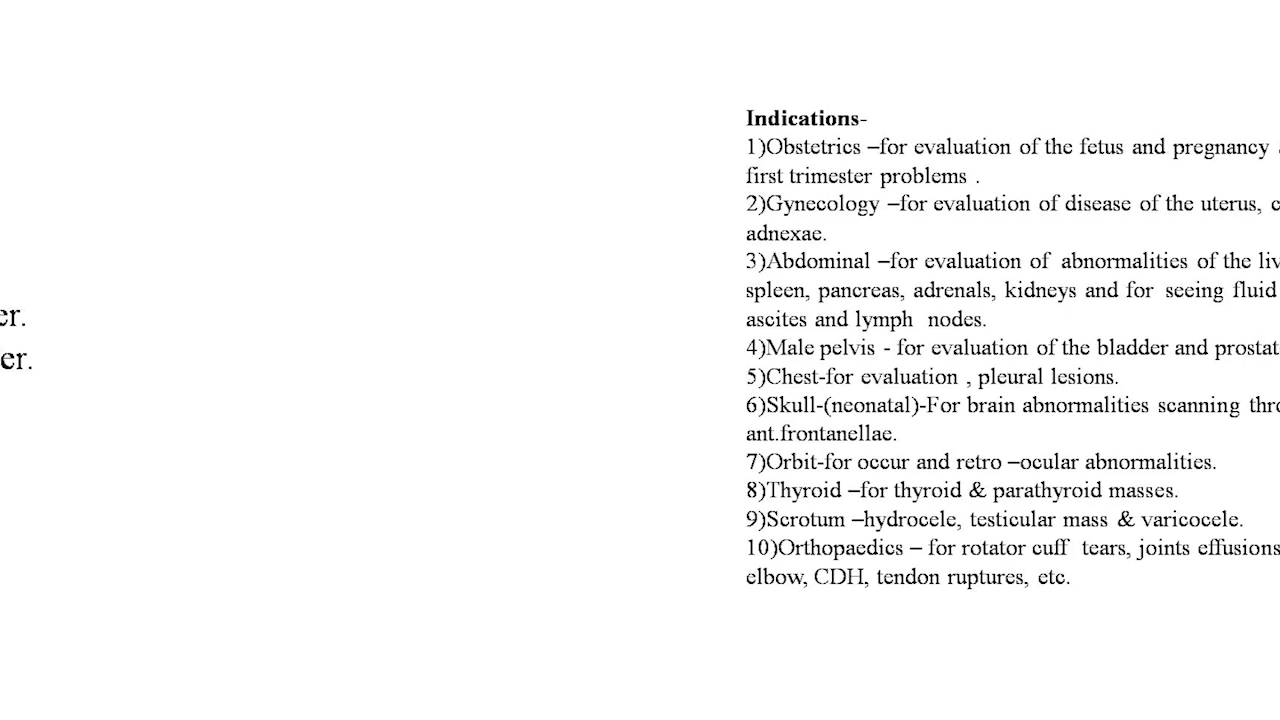 er.
er.
Indications-
1)Obstetrics –for evaluation of the fetus and pregnancy
first trimester problems .
2)Gynecology –for evaluation of disease of the uterus,
adnexae.
3)Abdominal –for evaluation of abnormalities of the liv
spleen, pancreas, adrenals, kidneys and for seeing fluid
ascites and lymph nodes.
4)Male pelvis - for evaluation of the bladder and prostat
5)Chest-for evaluation , pleural lesions.
6)Skull-(neonatal)-For brain abnormalities scanning thro
ant.frontanellae.
7)Orbit-for occur and retro –ocular abnormalities.
8)Thyroid –for thyroid & parathyroid masses.
9)Scrotum –hydrocele, testicular mass & varicocele.
10)Orthopaedics – for rotator cuff tears, joints effusions
elbow, CDH, tendon ruptures, etc.